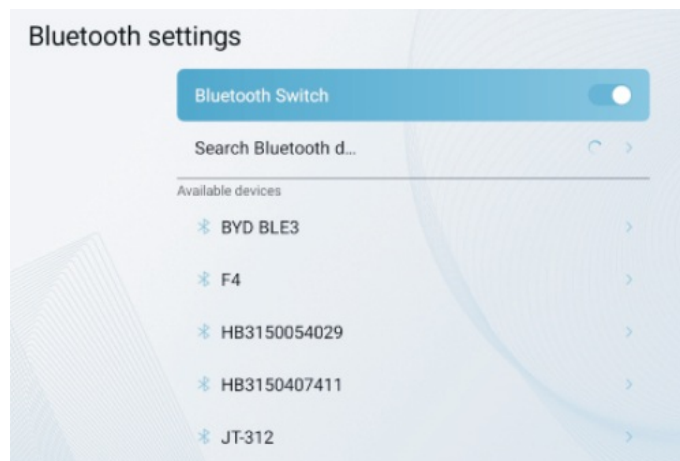 Bluetooth settings
Bluetooth Switch
Search Bluetooth d...
Available devices
BYD BLE3
F4
HB3150054029
HB3150407411
JT-312